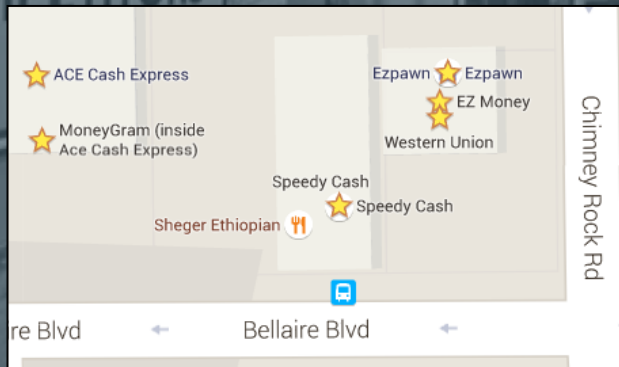 ACE Cash Express
Ezpawn Ezpawn
EZ Money
MoneyGram (inside
Ace Cash Express)
Western Union
Speedy Cash
Speedy Cash
Sheger Ethiopian
Chimney Rock Rd
re Blvd
Bellaire Blvd